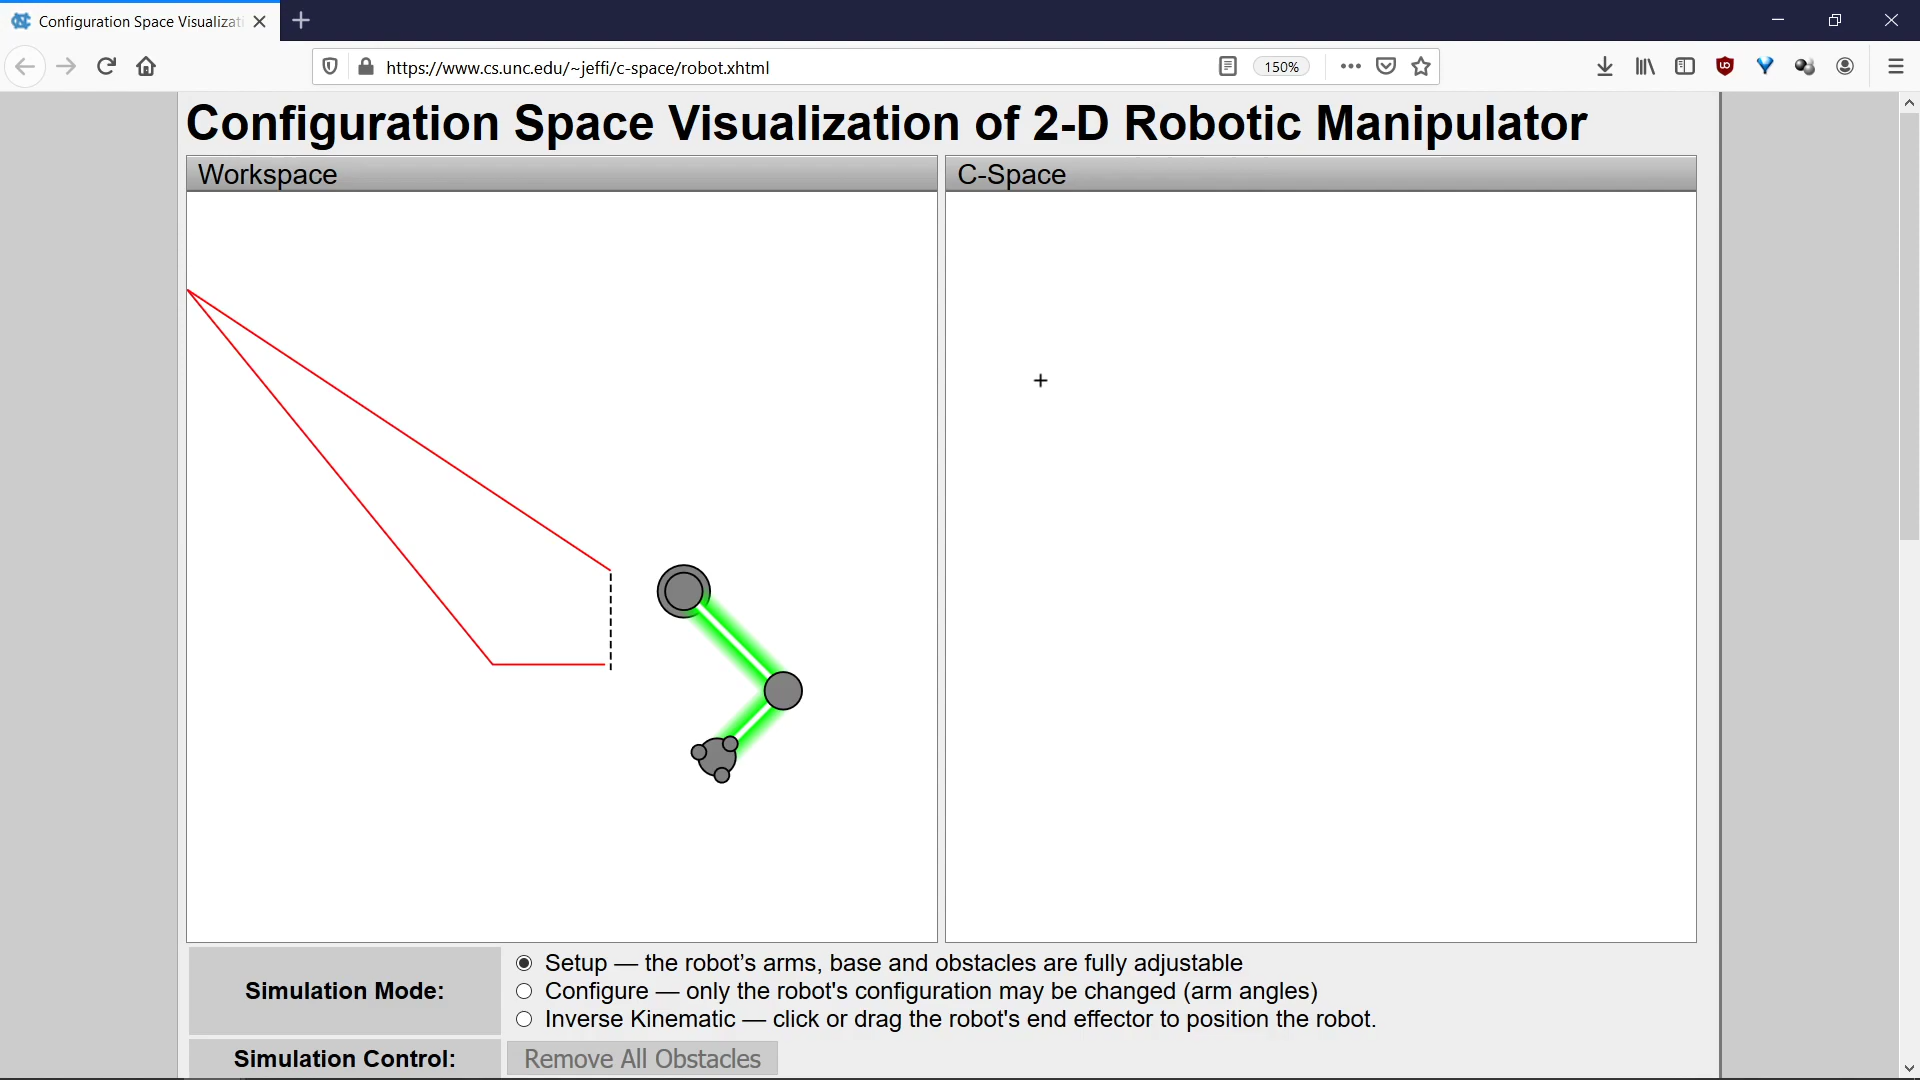 Configuration Space Visualizati
https://www.cs.unc.edu/~jeffi/c-space/robot.xhtml
150%
Configuration Space Visualization of 2-D Robotic Manipulator
Workspace
C-Space
Simulation Mode:
Setup — the robot’s arms, base and obstacles are fully adjustable
Configure — only the robot's configuration may be changed (arm angles)
Inverse Kinematic — click or drag the robot's end effector to position the robot.
Simulation Control:
Remove All Obstacles